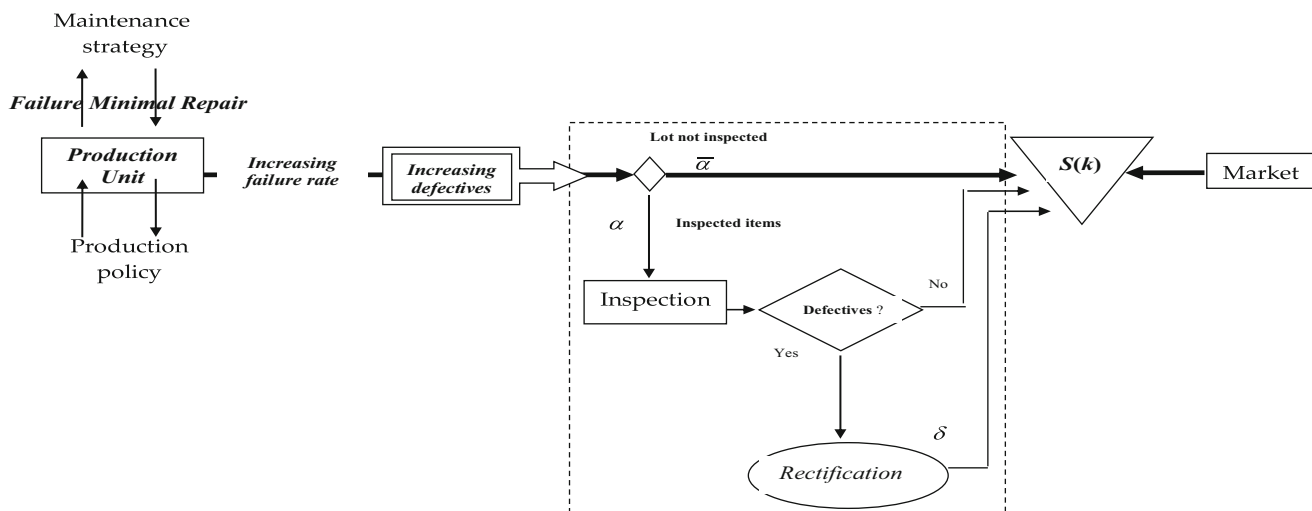 Maintenance
strategy
Failure Minimal Repair
Production
Unit
Production
policy
Increasing
failure rate
Increasing
defectives
Lot not inspected
α̅
α
Inspected items
Inspection
Defectives ?
No
Yes
Rectification
δ
S(k)
Market